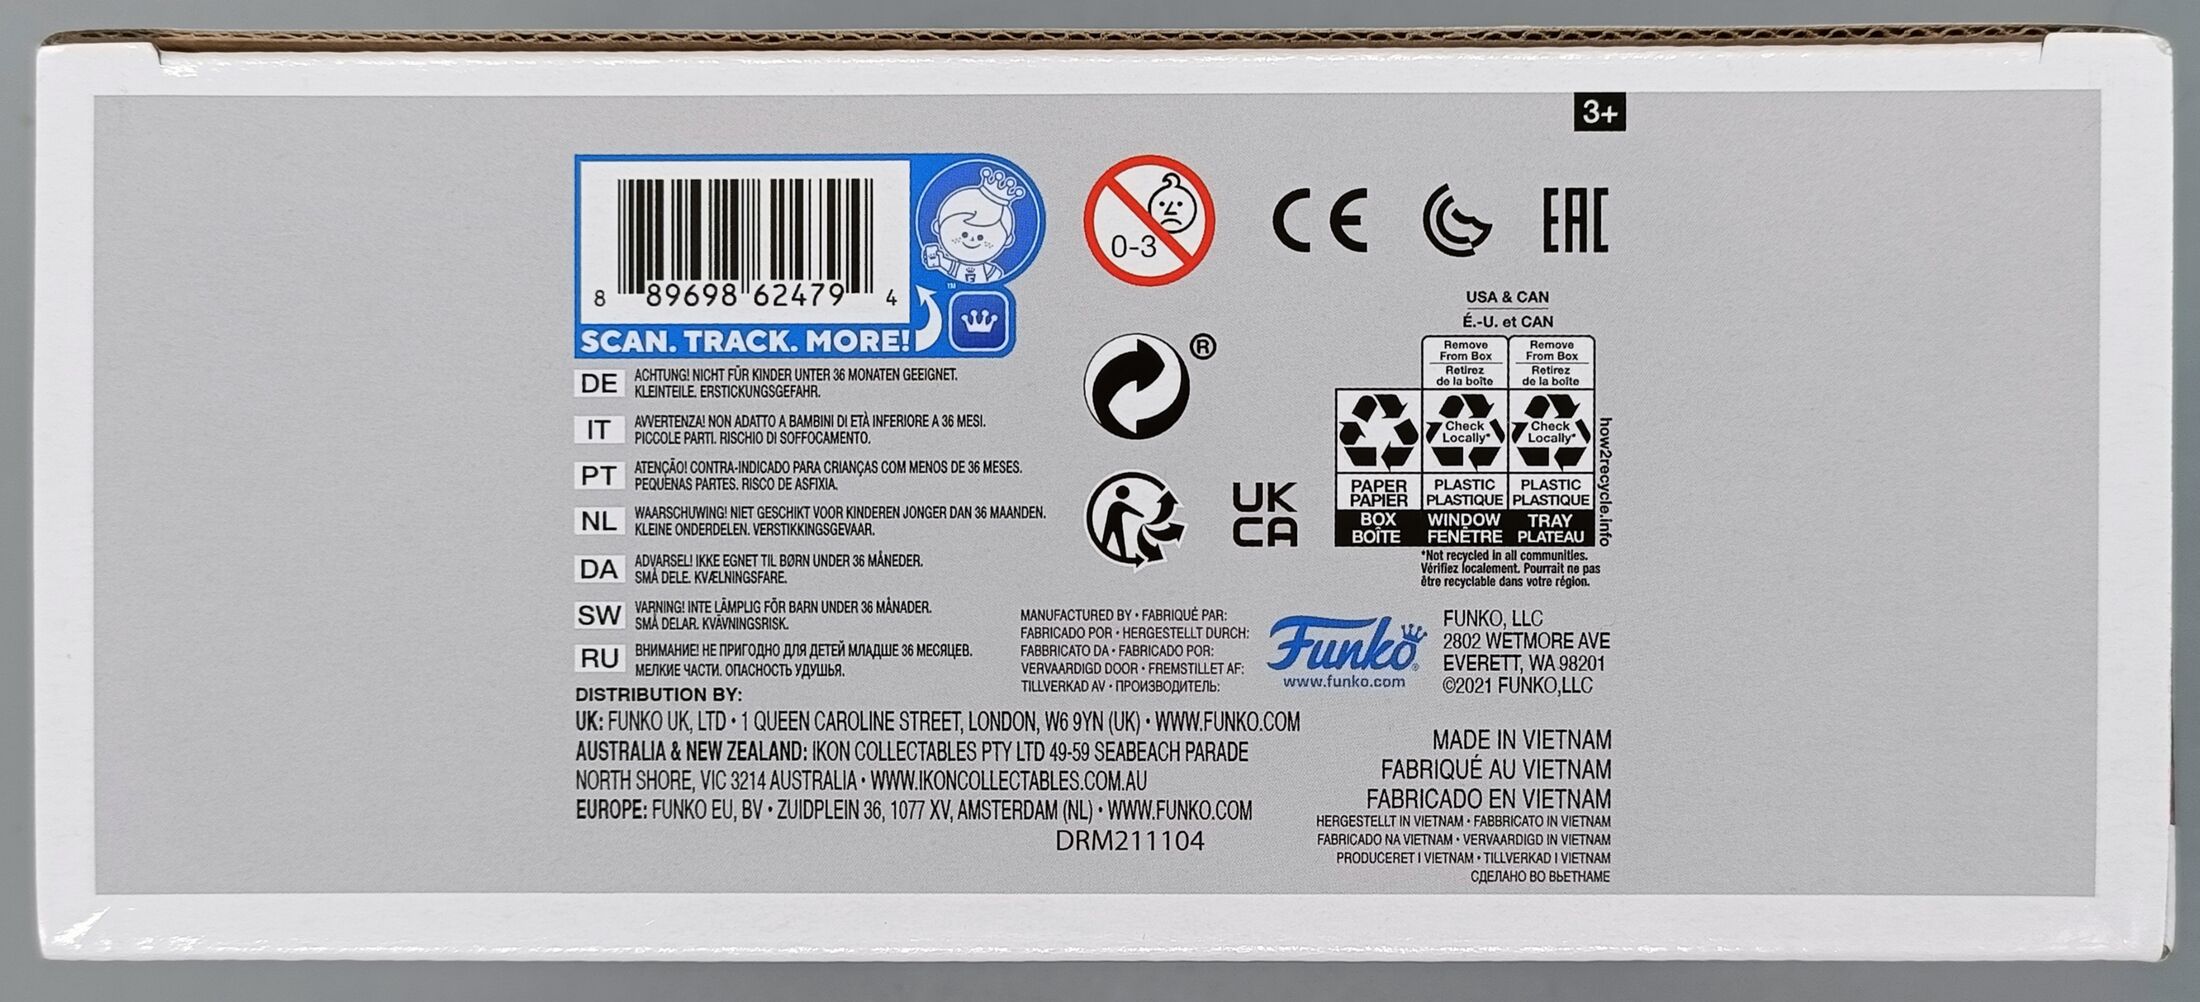 3+
8 89698 62479 4
™
SCAN. TRACK. MORE!
0-3
CE
EAC
USA & CAN
É.-U. et CAN
®
Remove
From Box
Retirez
de la boîte
Remove
From Box
Retirez
de la boîte
Check
Locally*
Check
Locally*
PAPER
PAPIER
PLASTIC
PLASTIQUE
PLASTIC
PLASTIQUE
BOX
BOÎTE
WINDOW
FENÊTRE
TRAY
PLATEAU
how2recycle.info
*Not recycled in all communities.
Vérifiez localement. Pourrait ne pas
être recyclable dans votre région.
UK
CA
DE ACHTUNG! NICHT FÜR KINDER UNTER 36 MONATEN GEEIGNET.
KLEINTEILE. ERSTICKUNGSGEFAHR.
IT AVVERTENZA! NON ADATTO A BAMBINI DI ETÀ INFERIORE A 36 MESI.
PICCOLE PARTI. RISCHIO DI SOFFOCAMENTO.
PT ATENÇÃO! CONTRA-INDICADO PARA CRIANÇAS COM MENOS DE 36 MESES.
PEQUENAS PARTES. RISCO DE ASFIXIA.
NL WAARSCHUWING! NIET GESCHIKT VOOR KINDEREN JONGER DAN 36 MAANDEN.
KLEINE ONDERDELEN. VERSTIKKINGSGEVAAR.
DA ADVARSEL! IKKE EGNET TIL BØRN UNDER 36 MÅNEDER.
SMÅ DELE. KVÆLNINGSFARE.
SW VARNING! INTE LÄMPLIG FÖR BARN UNDER 36 MÅNADER.
SMÅ DELAR. KVÄVNINGSRISK.
RU ВНИМАНИЕ! НЕ ПРИГОДНО ДЛЯ ДЕТЕЙ МЛАДШЕ 36 МЕСЯЦЕВ.
МЕЛКИЕ ЧАСТИ. ОПАСНОСТЬ УДУШЬЯ.
MANUFACTURED BY • FABRIQUÉ PAR:
FABRICADO POR • HERGESTELLT DURCH:
FABBRICATO DA • FABRICADO POR:
VERVAARDIGD DOOR • FREMSTILLET AF:
TILLVERKAD AV • ПРОИЗВОДИТЕЛЬ:
Funko®
www.funko.com
FUNKO, LLC
2802 WETMORE AVE
EVERETT, WA 98201
©2021 FUNKO,LLC
DISTRIBUTION BY:
UK: FUNKO UK, LTD • 1 QUEEN CAROLINE STREET, LONDON, W6 9YN (UK) • WWW.FUNKO.COM
AUSTRALIA & NEW ZEALAND: IKON COLLECTABLES PTY LTD 49-59 SEABEACH PARADE
NORTH SHORE, VIC 3214 AUSTRALIA • WWW.IKONCOLLECTABLES.COM.AU
EUROPE: FUNKO EU, BV • ZUIDPLEIN 36, 1077 XV, AMSTERDAM (NL) • WWW.FUNKO.COM
DRM211104
MADE IN VIETNAM
FABRIQUÉ AU VIETNAM
FABRICADO EN VIETNAM
HERGESTELLT IN VIETNAM • FABBRICATO IN VIETNAM
FABRICADO NA VIETNAM • VERVAARDIGD IN VIETNAM
PRODUCERET I VIETNAM • TILLVERKAD I VIETNAM
СДЕЛАНО ВО ВЬЕТНАМЕ